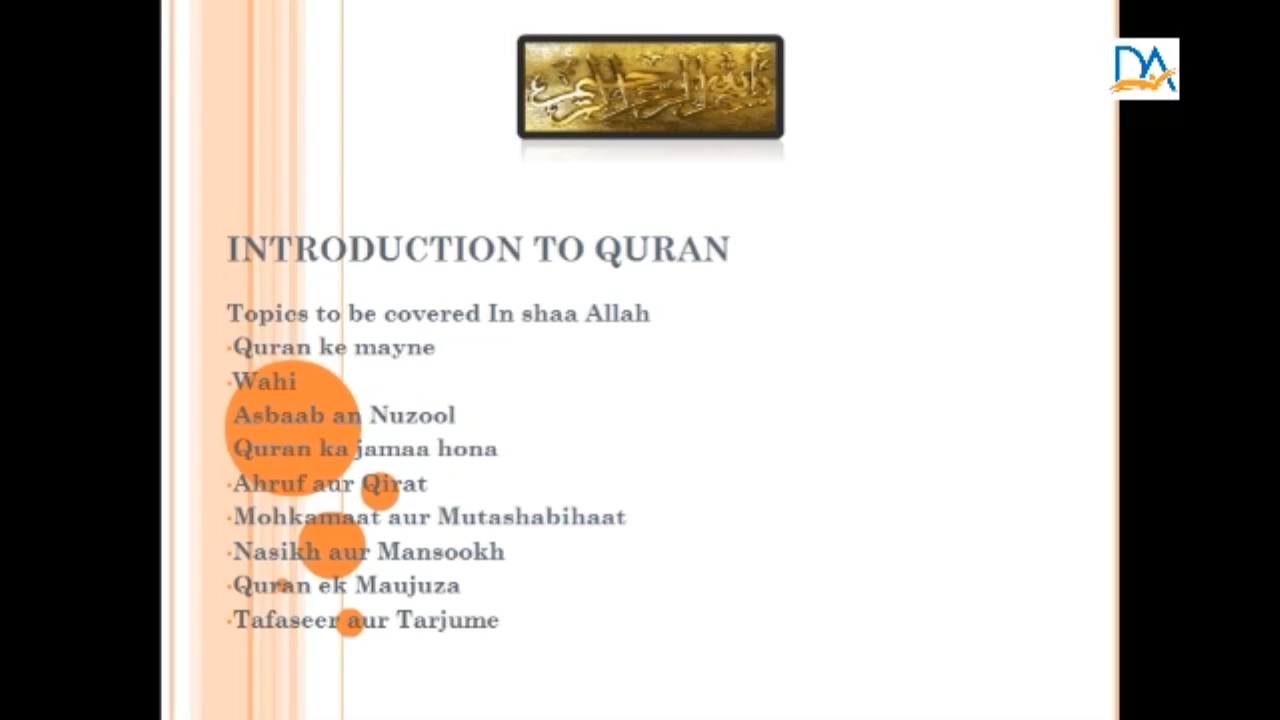 DA
INTRODUCTION TO QURAN
Topics to be covered In shaa Allah
•Quran ke mayne
•Wahi
Asbaab an Nuzool
Quran ka jamaa hona
•Ahruf aur Qirat
•Mohkamaat aur Mutashabihaat
•Nasikh aur Mansookh
•Quran ek Maujuza
•Tafaseer aur Tarjume